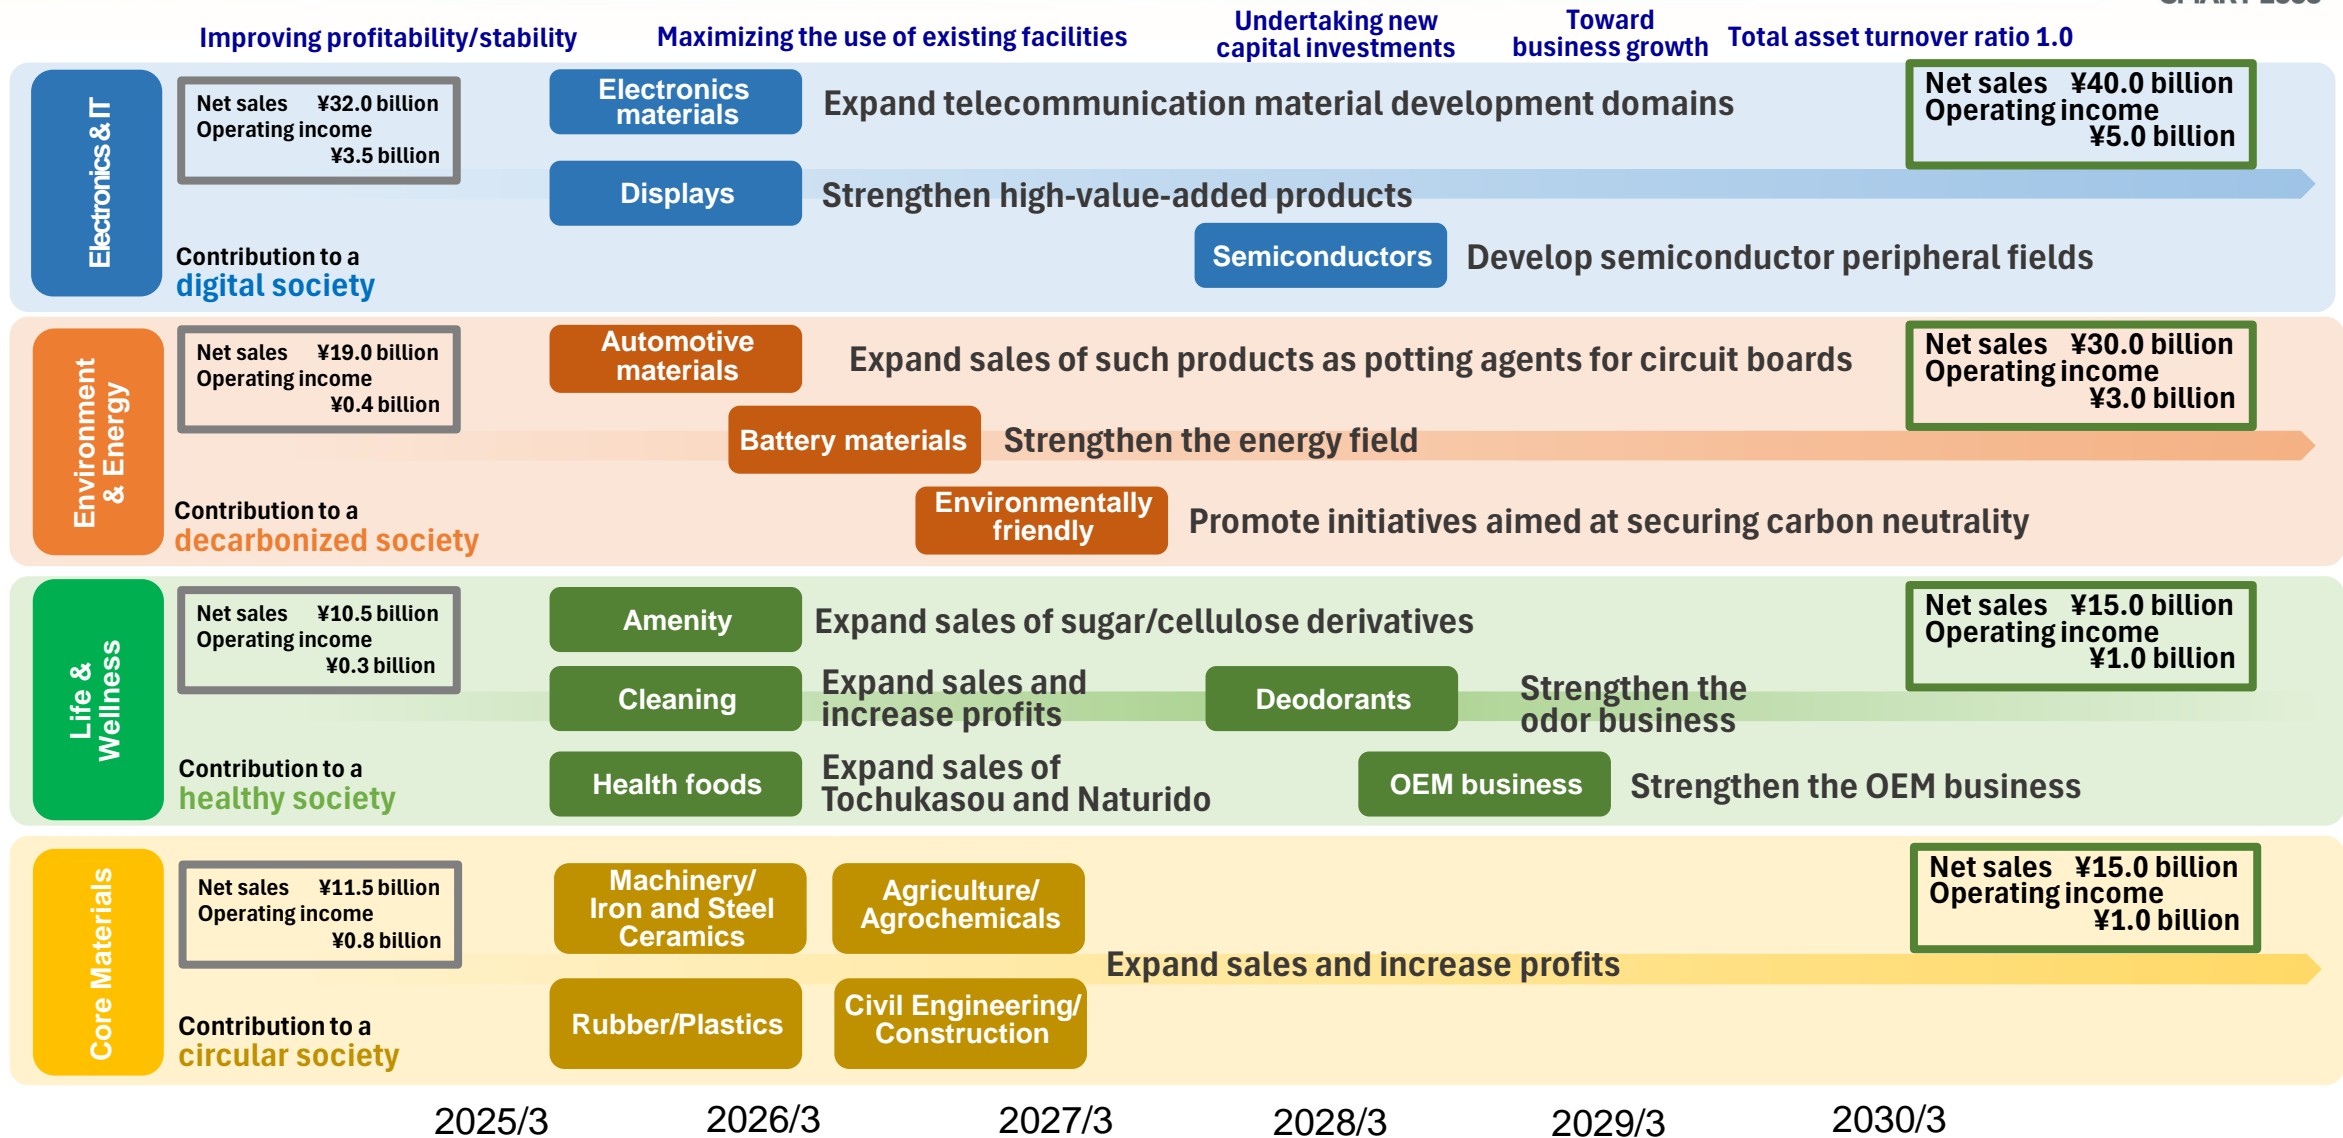 Improving profitability/stability
Maximizing the use of existing facilities
Undertaking new
capital investments
Toward
business growth
Total asset turnover ratio 1.0
Electronics & IT
Net sales ¥32.0 billion
Operating income
¥3.5 billion
Contribution to a
digital society
Electronics
materials
Expand telecommunication material development domains
Displays
Strengthen high-value-added products
Semiconductors
Develop semiconductor peripheral fields
Net sales ¥40.0 billion
Operating income
¥5.0 billion
Environment
& Energy
Net sales ¥19.0 billion
Operating income
¥0.4 billion
Contribution to a
decarbonized society
Automotive
materials
Expand sales of such products as potting agents for circuit boards
Battery materials
Strengthen the energy field
Environmentally
friendly
Promote initiatives aimed at securing carbon neutrality
Net sales ¥30.0 billion
Operating income
¥3.0 billion
Life &
Wellness
Net sales ¥10.5 billion
Operating income
¥0.3 billion
Contribution to a
healthy society
Amenity
Expand sales of sugar/cellulose derivatives
Cleaning
Expand sales and
increase profits
Deodorants
Strengthen the
odor business
Health foods
Expand sales of
Tochukasou and Naturido
OEM business
Strengthen the OEM business
Net sales ¥15.0 billion
Operating income
¥1.0 billion
Core Materials
Net sales ¥11.5 billion
Operating income
¥0.8 billion
Contribution to a
circular society
Machinery/
Iron and Steel
Ceramics
Agriculture/
Agrochemicals
Rubber/Plastics
Civil Engineering/
Construction
Expand sales and increase profits
Net sales ¥15.0 billion
Operating income
¥1.0 billion
2025/3
2026/3
2027/3
2028/3
2029/3
2030/3